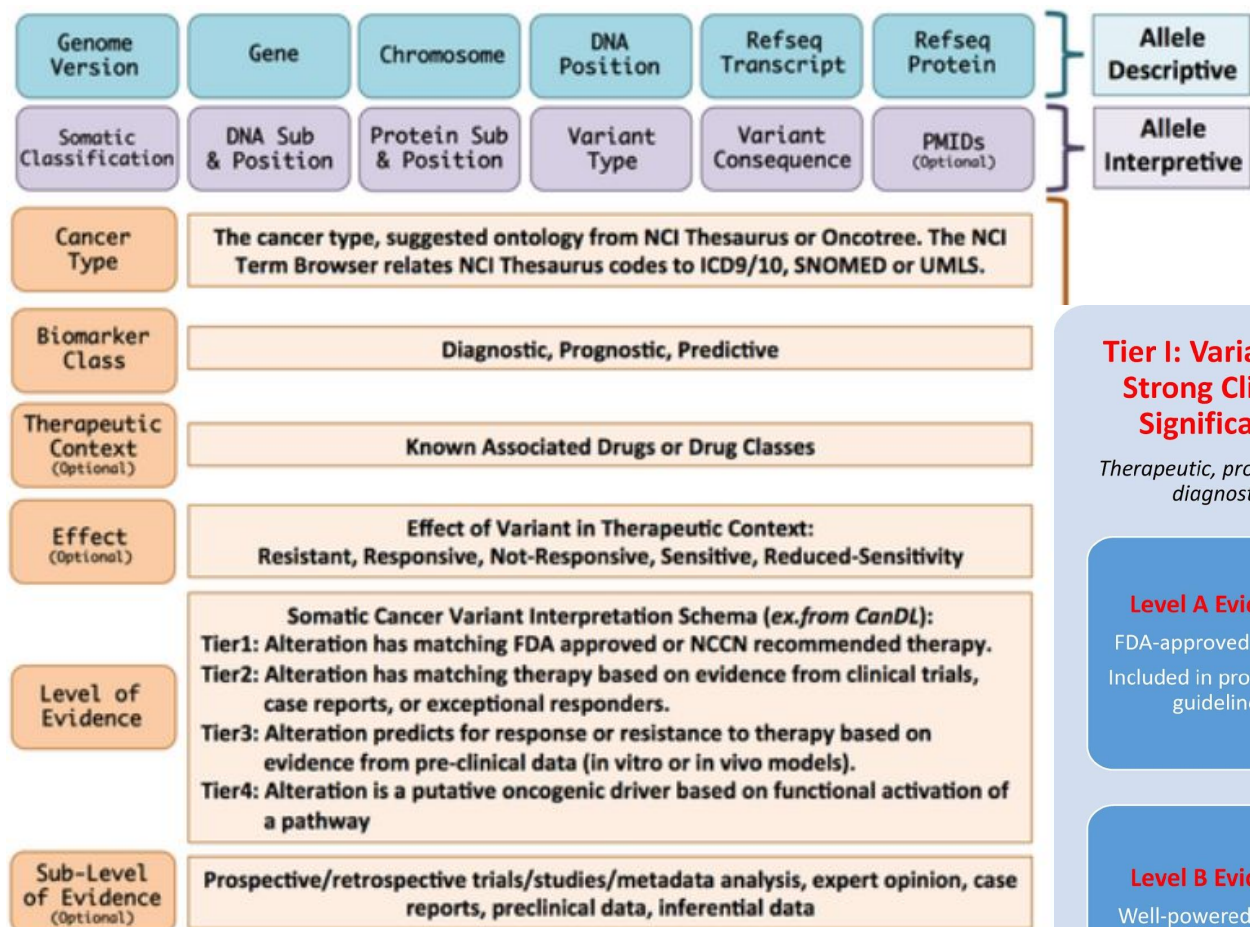 Genome
Version
Gene
Chromosome
DNA
Position
Refseq
Transcript
Refseq
Protein
Allele
Descriptive
Somatic
Classification
DNA Sub
& Position
Protein Sub
& Position
Variant
Type
Variant
Consequence
PMIDs
(Optional)
Allele
Interpretive
Cancer
Type
The cancer type, suggested ontology from NCI Thesaurus or Oncotree. The NCI
Term Browser relates NCI Thesaurus codes to ICD9/10, SNOMED or UMLS.
Biomarker
Class
Diagnostic, Prognostic, Predictive
Therapeutic
Context
(Optional)
Known Associated Drugs or Drug Classes
Effect
(Optional)
Effect of Variant in Therapeutic Context:
Resistant, Responsive, Not-Responsive, Sensitive, Reduced-Sensitivity
Level of
Evidence
Somatic Cancer Variant Interpretation Schema (ex.from CanDL):
Tier1: Alteration has matching FDA approved or NCCN recommended therapy.
Tier2: Alteration has matching therapy based on evidence from clinical trials,
case reports, or exceptional responders.
Tier3: Alteration predicts for response or resistance to therapy based on
evidence from pre-clinical data (in vitro or in vivo models).
Tier4: Alteration is a putative oncogenic driver based on functional activation of
a pathway
Sub-Level
of Evidence
(Optional)
Prospective/retrospective trials/studies/metadata analysis, expert opinion, case
reports, preclinical data, inferential data
Tier I: Varia
Strong Cli
Significa
Therapeutic, pro
diagnost
Level A Evi
FDA-approved
Included in pro
guideline
Level B Evi
Well-powered